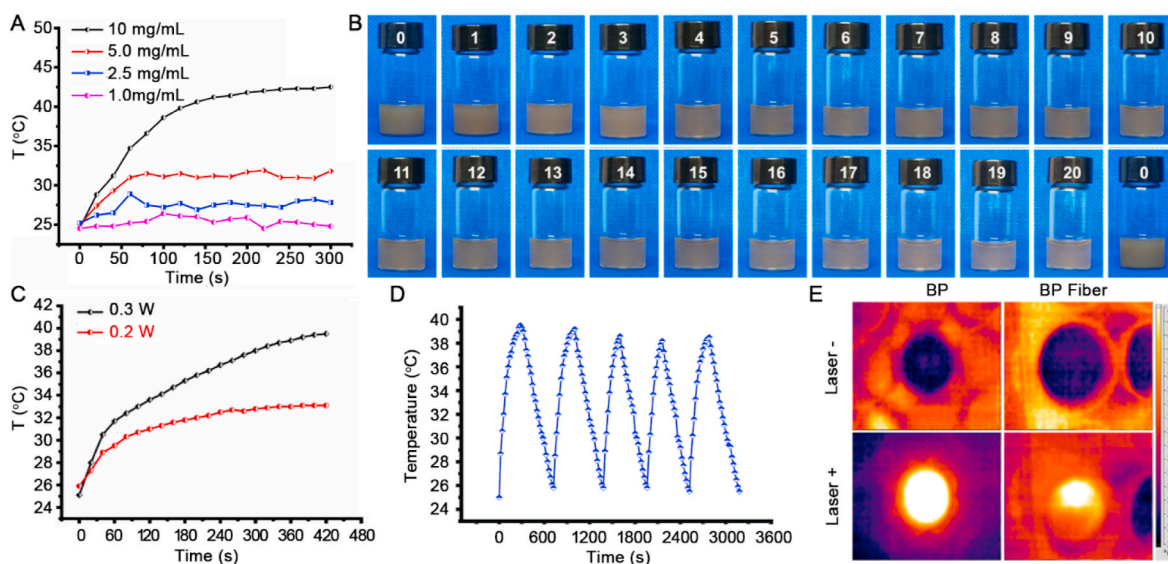 A
10 mg/mL
5.0 mg/mL
2.5 mg/mL
1.0mg/mL
T (°C)
50
45
40
35
30
25
0 50 100 150 200 250 300
Time (s)
B
0 1 2 3 4 5 6 7 8 9 10
11 12 13 14 15 16 17 18 19 20 0
C
0.3 W
0.2 W
T (°C)
42
40
38
36
34
32
30
28
26
24
0 60 120 180 240 300 360 420 480
Time (s)
D
Temperature (°C)
40
38
36
34
32
30
28
26
24
0 600 1200 1800 2400 3000 3600
Time (s)
E
BP BP Fiber
Laser -
Laser +